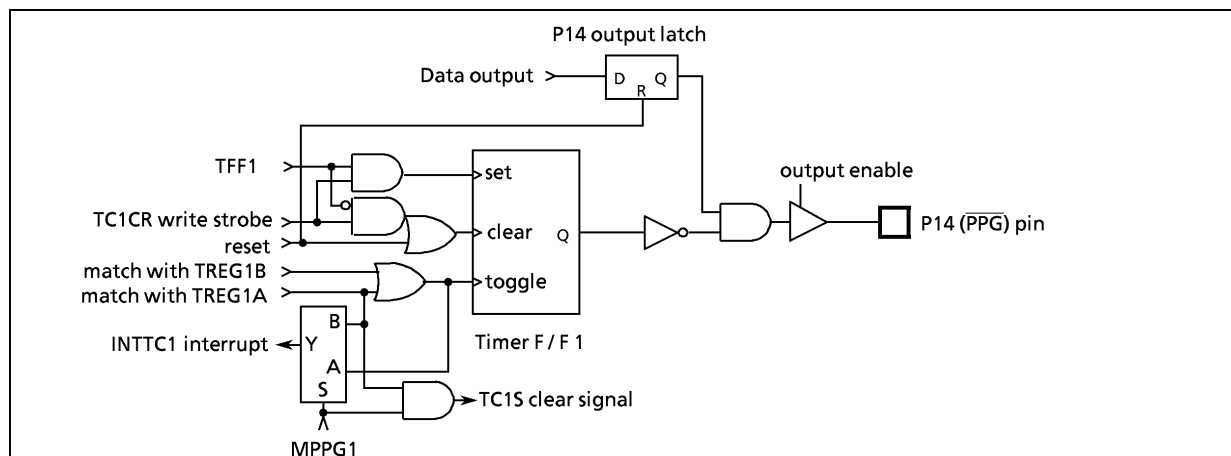 P14 output latch
Data output
D Q
R
TFF1
set
output enable
TC1CR write strobe
clear
Q
P14 (PPG) pin
reset
match with TREG1B
toggle
match with TREG1A
B
INTTC1 interrupt
Y
Timer F / F 1
A
S
TC1S clear signal
MPPG1